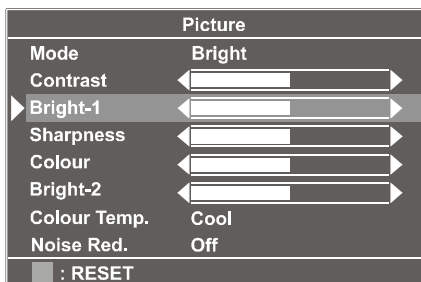 Picture
Mode Bright
Contrast
Bright-1
Sharpness
Colour
Bright-2
Colour Temp. Cool
Noise Red. Off
: RESET